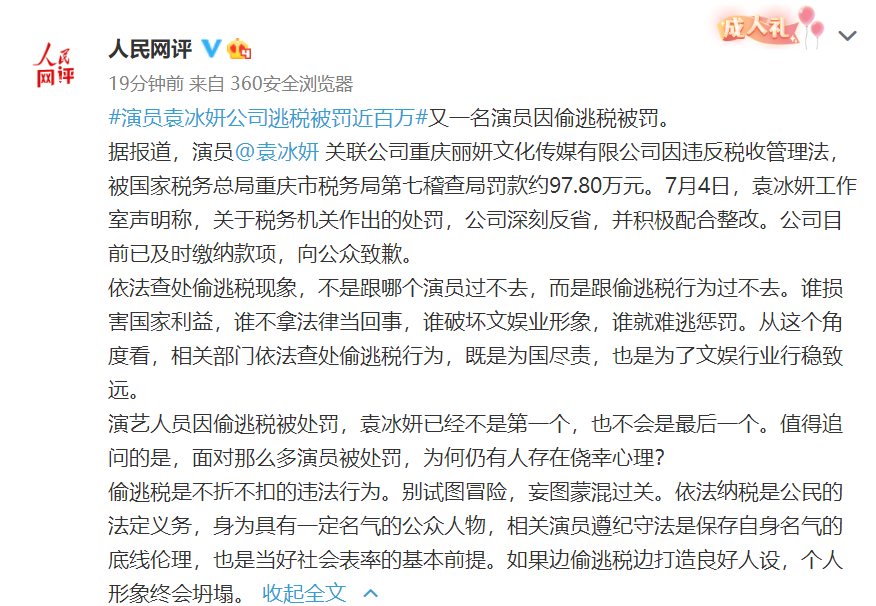 成人礼
人民网评
人民
网评
19分钟前 来自 360安全浏览器
#演员袁冰妍公司逃税被罚近百万#又一名演员因偷逃税被罚。
据报道，演员@袁冰妍 关联公司重庆丽妍文化传媒有限公司因违反税收管理法，
被国家税务总局重庆市税务局第七稽查局罚款约97.80万元。7月4日，袁冰妍工作
室声明称，关于税务机关作出的处罚，公司深刻反省，并积极配合整改。公司目
前已及时缴纳款项，向公众致歉。
依法查处偷逃税现象，不是跟哪个演员过不去，而是跟偷逃税行为过不去。谁损
害国家利益，谁不拿法律当回事，谁破坏文娱业形象，谁就难逃惩罚。从这个角
度看，相关部门依法查处偷逃税行为，既是为国尽责，也是为了文娱行业行稳致
远。
演艺人员因偷逃税被处罚，袁冰妍已经不是第一个，也不会是最后一个。值得追
问的是，面对那么多演员被处罚，为何仍有人存在侥幸心理？
偷逃税是不折不扣的违法行为。别试图冒险，妄图蒙混过关。依法纳税是公民的
法定义务，身为具有一定名气的公众人物，相关演员遵纪守法是保存自身名气的
底线伦理，也是当好社会表率的基本前提。如果边偷逃税边打造良好人设，个人
形象终会坍塌。 收起全文